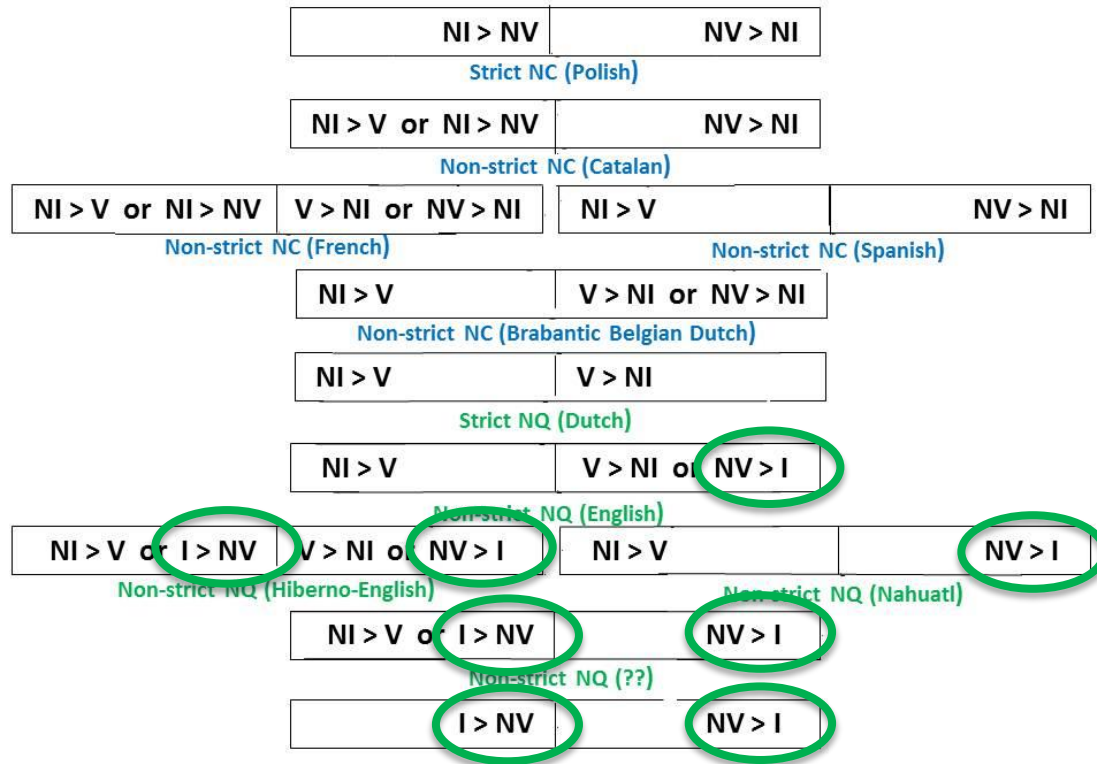 NI > NV NV > NI
Strict NC (Polish)
NI > V or NI > NV NV > NI
Non-strict NC (Catalan)
NI > V or NI > NV V > NI or NV > NI NI > V NV > NI
Non-strict NC (French) Non-strict NC (Spanish)
NI > V V > NI or NV > NI
Non-strict NC (Brabantic Belgian Dutch)
NI > V V > NI
Strict NQ (Dutch)
NI > V V > NI or NV > I
Non-strict NQ (English)
NI > V or I > NV V > NI or NV > I NI > V NV > I
Non-strict NQ (Hiberno-English) Non-strict NQ (Nahuatl)
NI > V or I > NV NV > I
Non-strict NQ (??)
I > NV NV > I